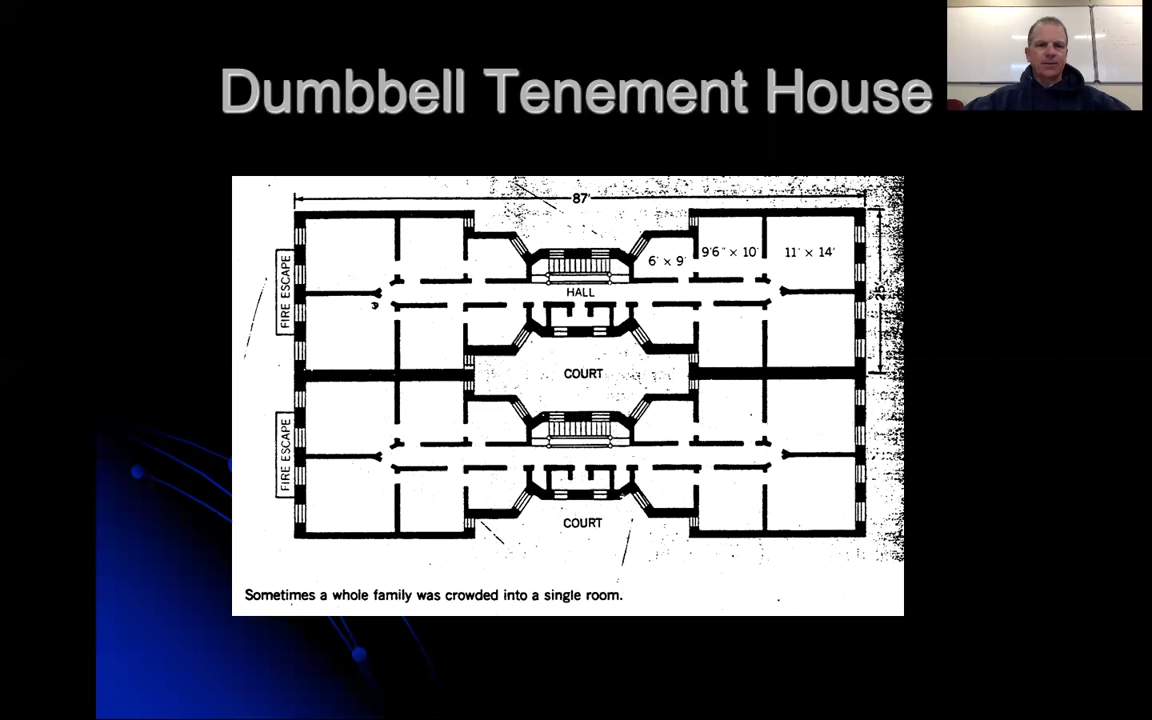 Dumbbell Tenement House
87'
6' × 9'
9'6" × 10'
11' × 14'
FIRE ESCAPE
HALL
25'
COURT
FIRE ESCAPE
COURT
Sometimes a whole family was crowded into a single room.